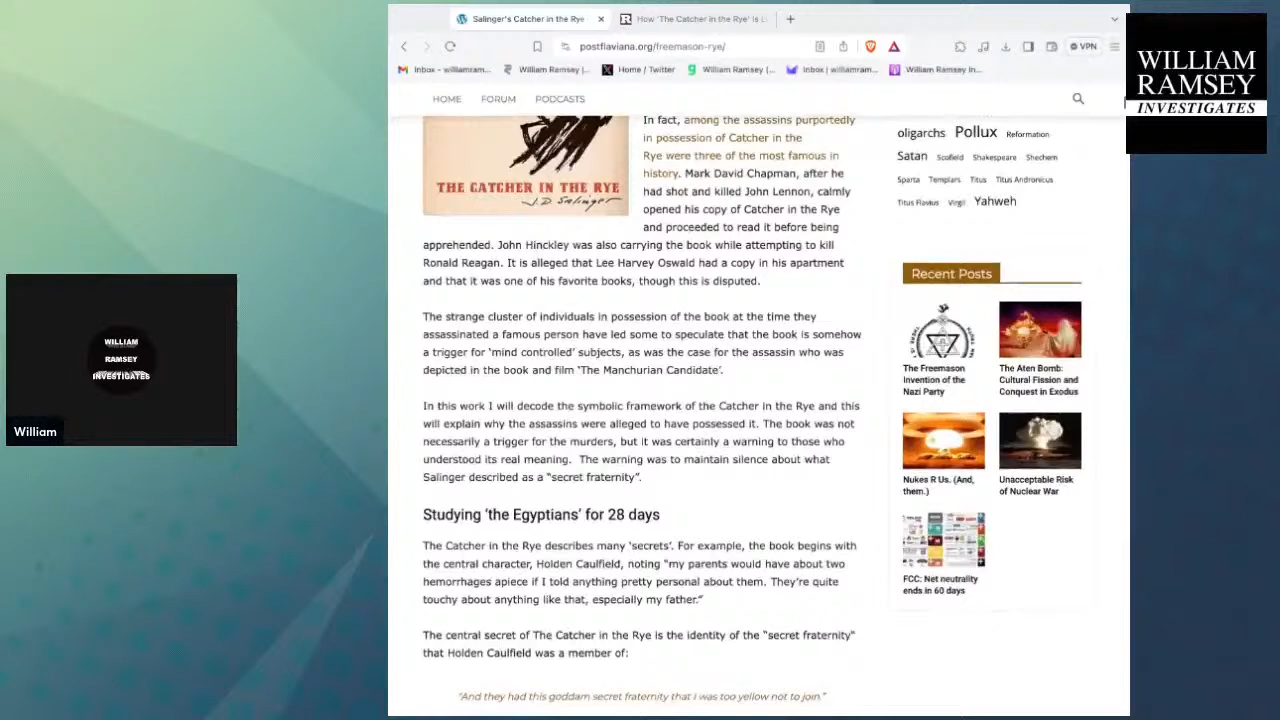 Salinger's Catcher in the Rye
How 'The Catcher in the Rye' Is L
postflaviana.org/freemason-rye/
VPN
Inbox - williamram...
William Ramsey |...
Home / Twitter
William Ramsey (...
Inbox | williamram...
William Ramsey In...
WILLIAM
RAMSEY
INVESTIGATES
HOME
FORUM
PODCASTS
THE CATCHER IN THE RYE
J.D. Salinger
In fact, among the assassins purportedly
in possession of Catcher in the
Rye were three of the most famous in
history. Mark David Chapman, after he
had shot and killed John Lennon, calmly
opened his copy of Catcher in the Rye
and proceeded to read it before being
apprehended. John Hinckley was also carrying the book while attempting to kill
Ronald Reagan. It is alleged that Lee Harvey Oswald had a copy in his apartment
and that it was one of his favorite books, though this is disputed.
The strange cluster of individuals in possession of the book at the time they
assassinated a famous person have led some to speculate that the book is somehow
a trigger for 'mind controlled' subjects, as was the case for the assassin who was
depicted in the book and film 'The Manchurian Candidate'.
In this work I will decode the symbolic framework of the Catcher in the Rye and this
will explain why the assassins were alleged to have possessed it. The book was not
necessarily a trigger for the murders, but it was certainly a warning to those who
understood its real meaning.  The warning was to maintain silence about what
Salinger described as a "secret fraternity".
Studying 'the Egyptians' for 28 days
The Catcher in the Rye describes many 'secrets'. For example, the book begins with
the central character, Holden Caulfield, noting "my parents would have about two
hemorrhages apiece if I told anything pretty personal about them. They're quite
touchy about anything like that, especially my father."
The central secret of The Catcher in the Rye is the identity of the "secret fraternity"
that Holden Caulfield was a member of:
"And they had this goddam secret fraternity that I was too yellow not to join."
oligarchs Pollux Reformation
Satan Scofield Shakespeare Shechem
Sparta Templars Titus Titus Andronicus
Titus Flavius Virgil Yahweh
Recent Posts
The Freemason
Invention of the
Nazi Party
The Aten Bomb:
Cultural Fission and
Conquest in Exodus
Nukes R Us. (And,
them.)
Unacceptable Risk
of Nuclear War
FCC: Net neutrality
ends in 60 days
WILLIAM
RAMSEY
INVESTIGATES
William